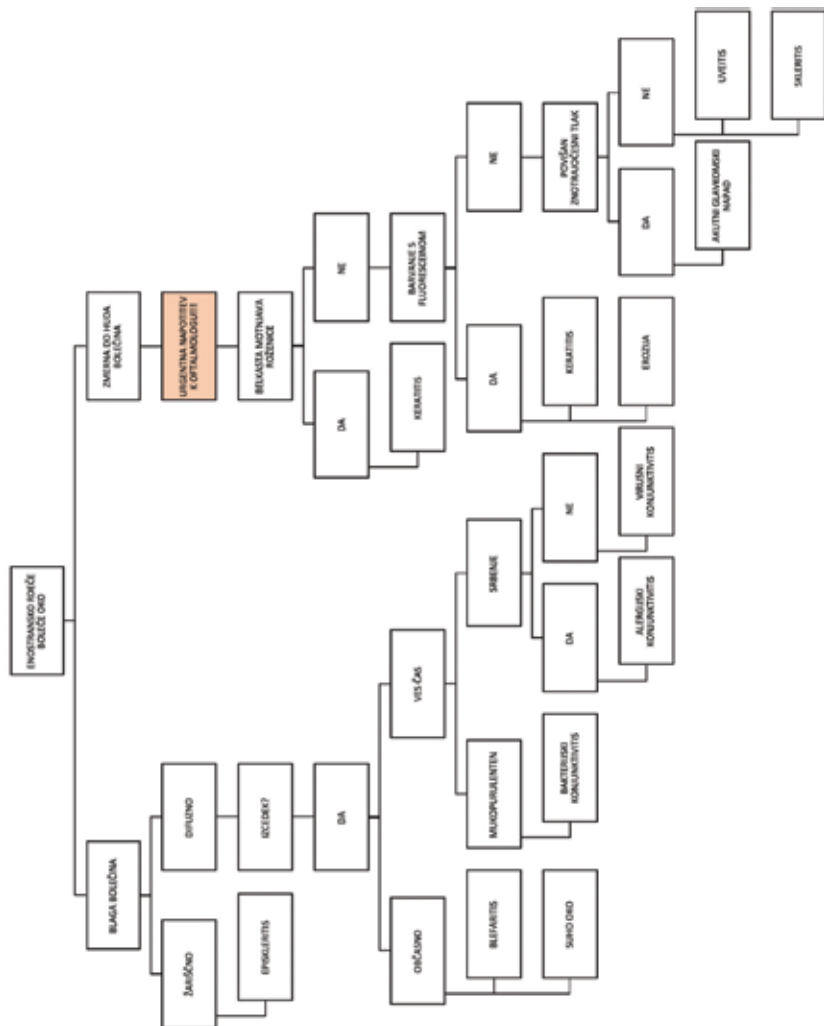 ENOSTRANSKO RDEČE
BOLEČE OKO
BLAGA BOLEČINA
ŽARIŠČNO
EPISKLERITIS
DIFUZNO
IZCEDEK?
DA
OBČASNO
BLEFARITIS
SUHO OKO
VES ČAS
MUKOPURULENTEN
BAKTERIJSKI
KONJUNKTIVITIS
SRBENJE
DA
ALERGIJSKI
KONJUNKTIVITIS
NE
VIRUSNI
KONJUNKTIVITIS
ZMERNA DO HUDA
BOLEČINA
URGENTNA NAPOTITEV
K OFTALMOLOGU!!!
BELKASTA MOTNJAVA
ROŽENICE
DA
KERATITIS
NE
BARVANJE S
FLUORESCEINOM
DA
KERATITIS
EROZIJA
NE
POVIŠAN
ZNOTRAJOČESNI TLAK
DA
AKUTNI GLAVKOMSKI
NAPAD
NE
UVEITIS
SKLERITIS